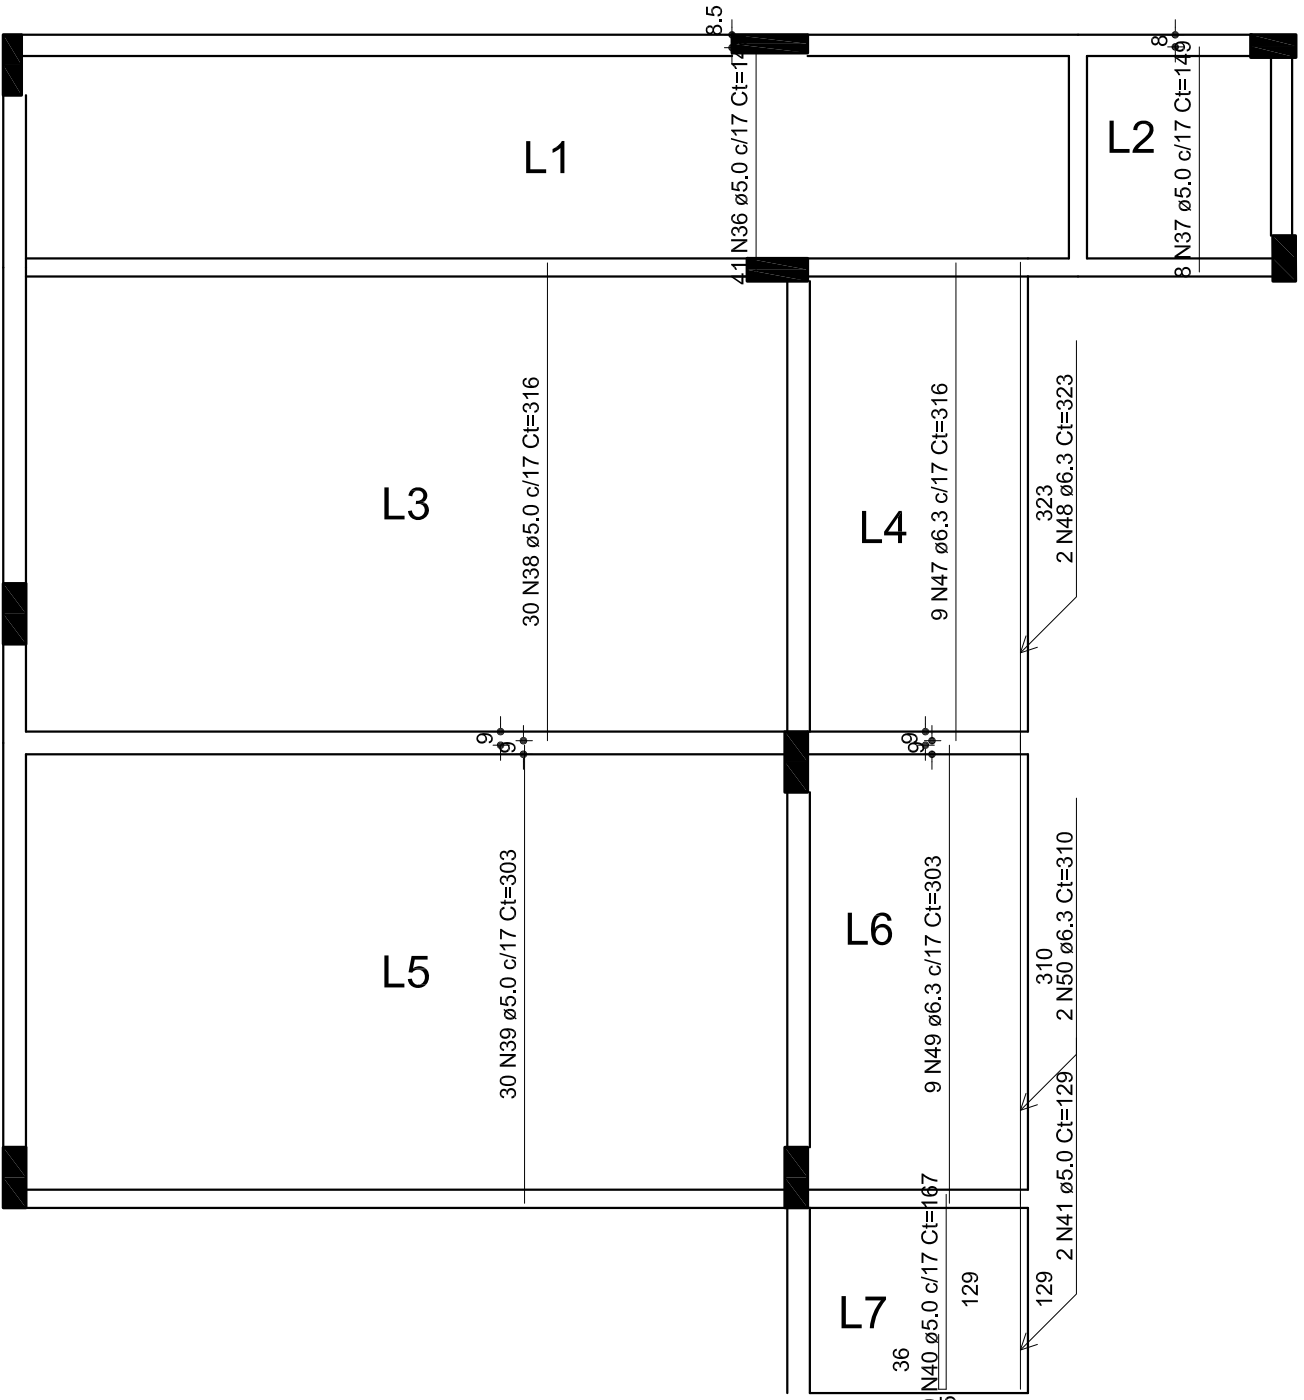 8.5
8
L1
41 N36 ø5.0 c/17 Ct=14
L2
8 N37 ø5.0 c/17 Ct=149
L3
30 N38 ø5.0 c/17 Ct=316
L4
9 N47 ø6.3 c/17 Ct=316
323
2 N48 ø6.3 Ct=323
9
9
9
9
L5
30 N39 ø5.0 c/17 Ct=303
L6
9 N49 ø6.3 c/17 Ct=303
310
2 N50 ø6.3 Ct=310
L7
36
N40 ø5.0 c/17 Ct=167
129
129
2 N41 ø5.0 Ct=129